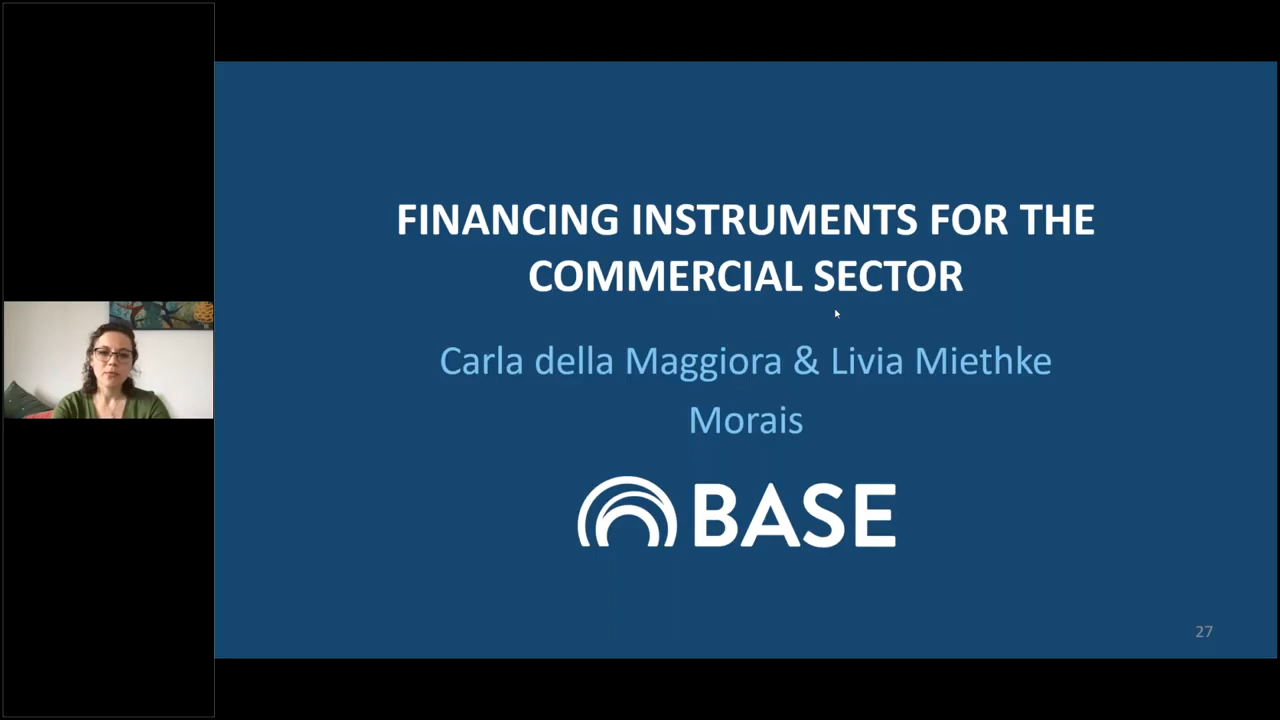 FINANCING INSTRUMENTS FOR THE
COMMERCIAL SECTOR
Carla della Maggiora & Livia Miethke
Morais
BASE
27